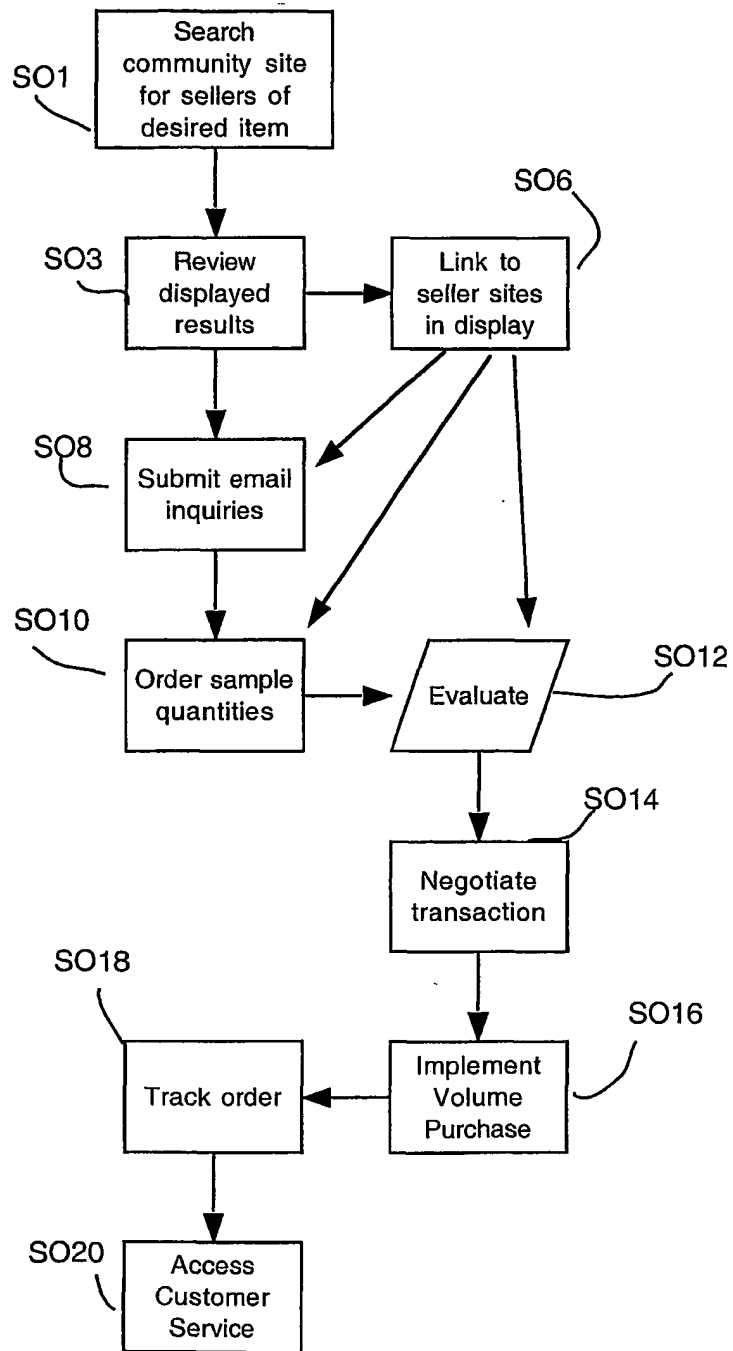 Search
community site
for sellers of
desired item
SO1
SO6
SO3
Review
displayed
results
Link to
seller sites
in display
SO8
Submit email
inquiries
SO10
Order sample
quantities
Evaluate
SO12
SO14
Negotiate
transaction
SO18
SO16
Track order
Implement
Volume
Purchase
SO20
Access
Customer
Service